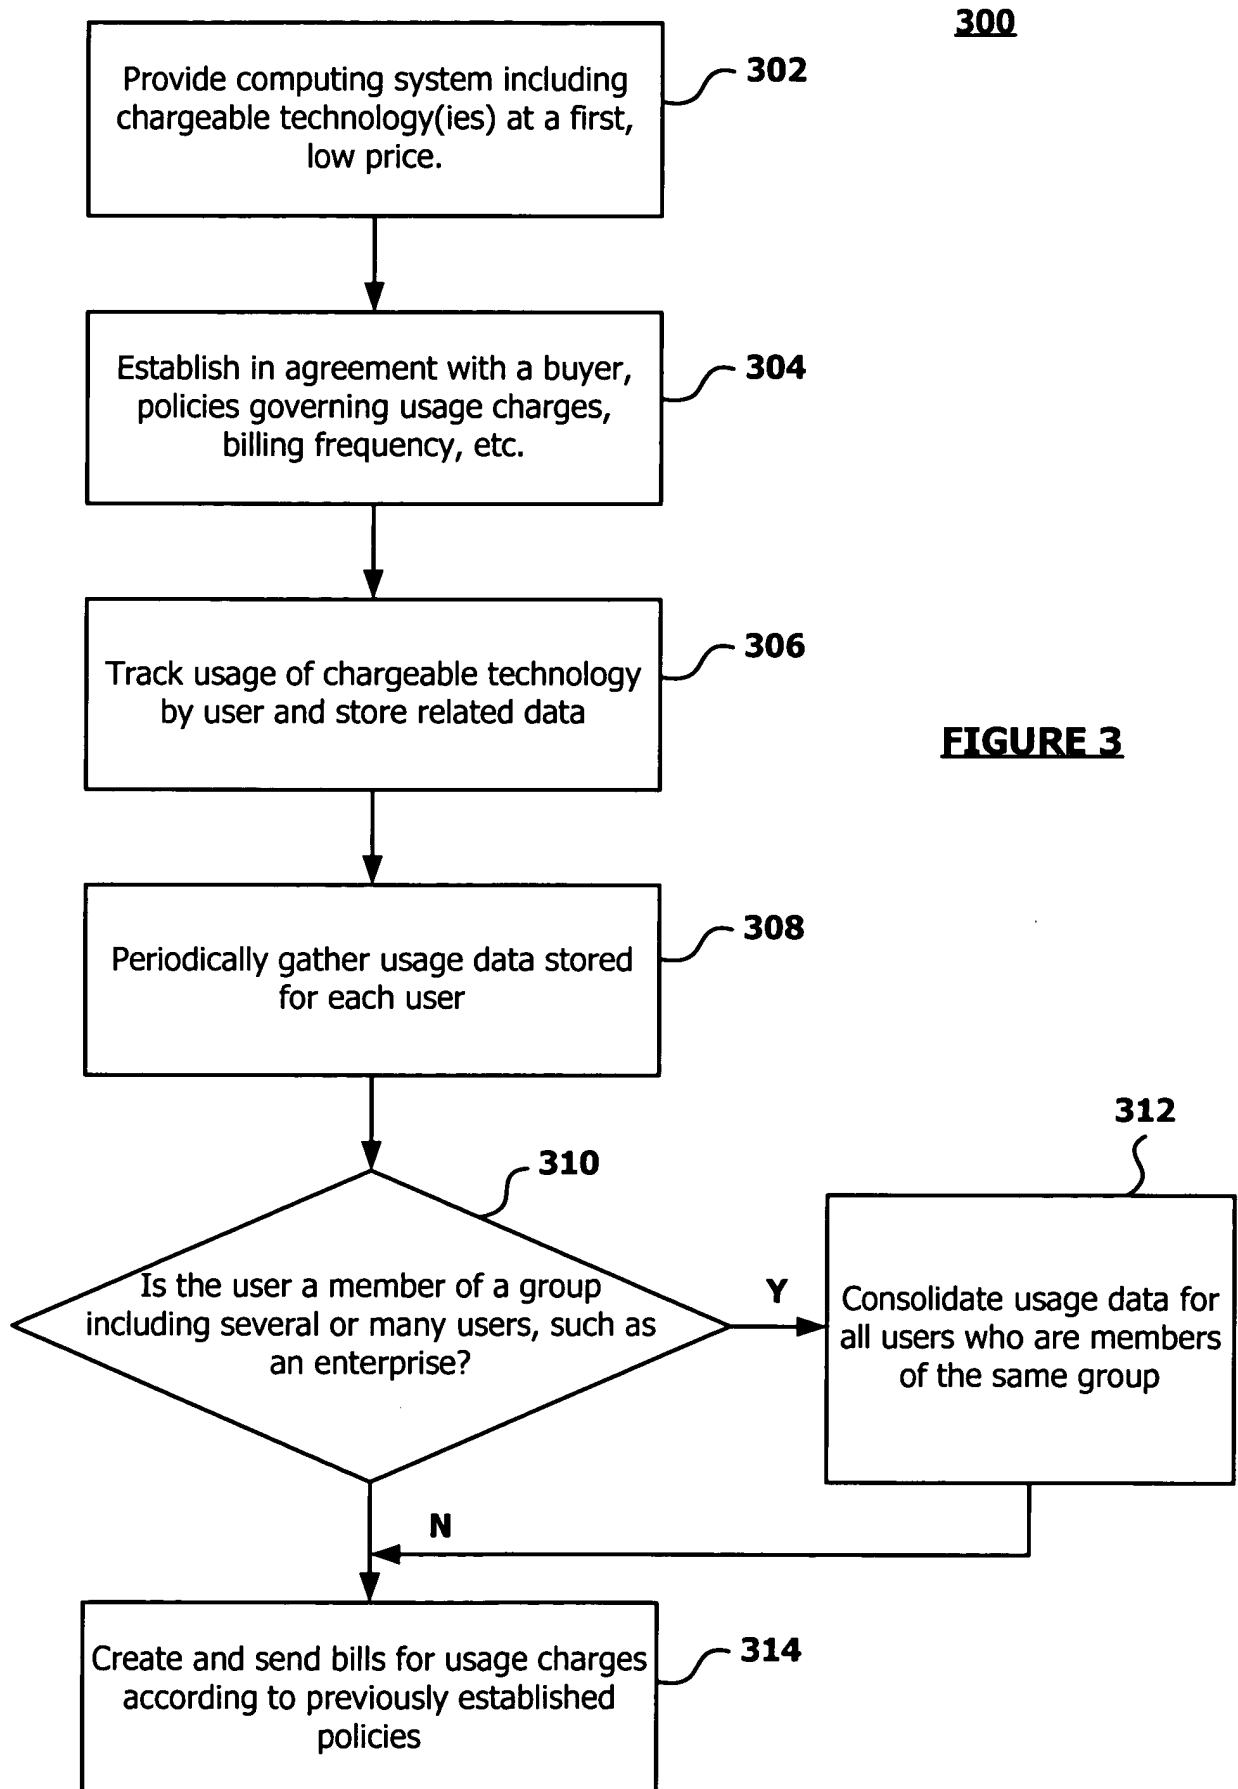 300
Provide computing system including
chargeable technology(ies) at a first,
low price.
302
Establish in agreement with a buyer,
policies governing usage charges,
billing frequency, etc.
304
Track usage of chargeable technology
by user and store related data
306
FIGURE 3
Periodically gather usage data stored
for each user
308
310
Is the user a member of a group
including several or many users, such as
an enterprise?
Y
312
Consolidate usage data for
all users who are members
of the same group
N
Create and send bills for usage charges
according to previously established
policies
314